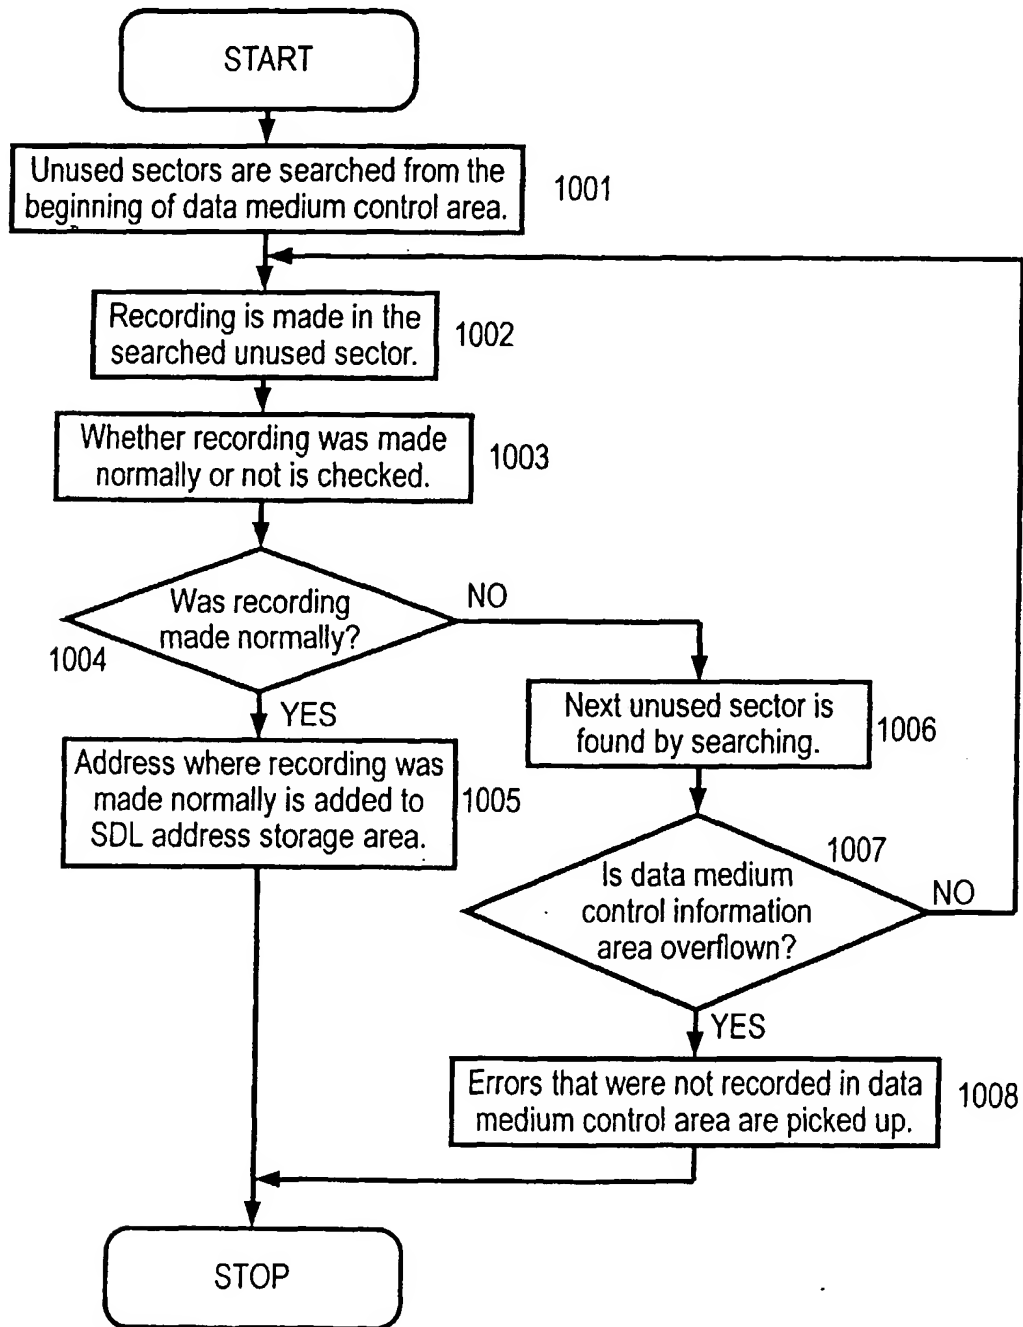 START
Unused sectors are searched from the
beginning of data medium control area.
1001
Recording is made in the
searched unused sector.
1002
Whether recording was made
normally or not is checked.
1003
Was recording
made normally?
1004
NO
YES
Address where recording was
made normally is added to
SDL address storage area.
1005
Next unused sector is
found by searching.
1006
Is data medium
control information
area overflown?
1007
NO
YES
Errors that were not recorded in data
medium control area are picked up.
1008
STOP